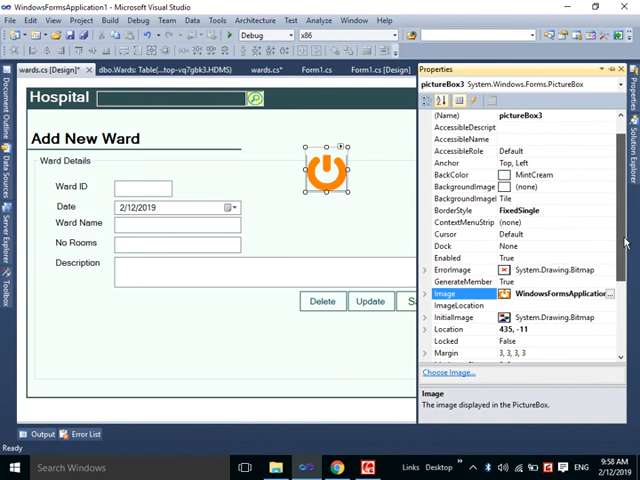 WindowsFormsApplication1 - Microsoft Visual Studio
File Edit View Project Build Debug Team Data Tools Architecture Test Analyze Window Help
Debug x86
wards.cs [Design]* dbo.Wards: Table(...top-vq7gbk3.HDMS) wards.cs* Form1.cs Form1.cs [Design]
Document Outline
Data Sources
Server Explorer
Toolbox
Hospital
Add New Ward
Ward Details
Ward ID
Date 2/12/2019
Ward Name
No Rooms
Description
Delete Update
Properties
pictureBox3 System.Windows.Forms.PictureBox
(Name) pictureBox3
AccessibleDescript
AccessibleName
AccessibleRole Default
Anchor Top, Left
BackColor MintCream
BackgroundImage (none)
BackgroundImageI Tile
BorderStyle FixedSingle
ContextMenuStrip (none)
Cursor Default
Dock None
Enabled True
ErrorImage System.Drawing.Bitmap
GenerateMember True
Image WindowsFormsApplication ...
ImageLocation
InitialImage System.Drawing.Bitmap
Location 435, -11
Locked False
Margin 3, 3, 3, 3
Choose Image...
Image
The image displayed in the PictureBox.
Properties
Solution Explorer
Output Error List
Ready
Search Windows
Links Desktop
ENG
9:58 AM
2/12/2019